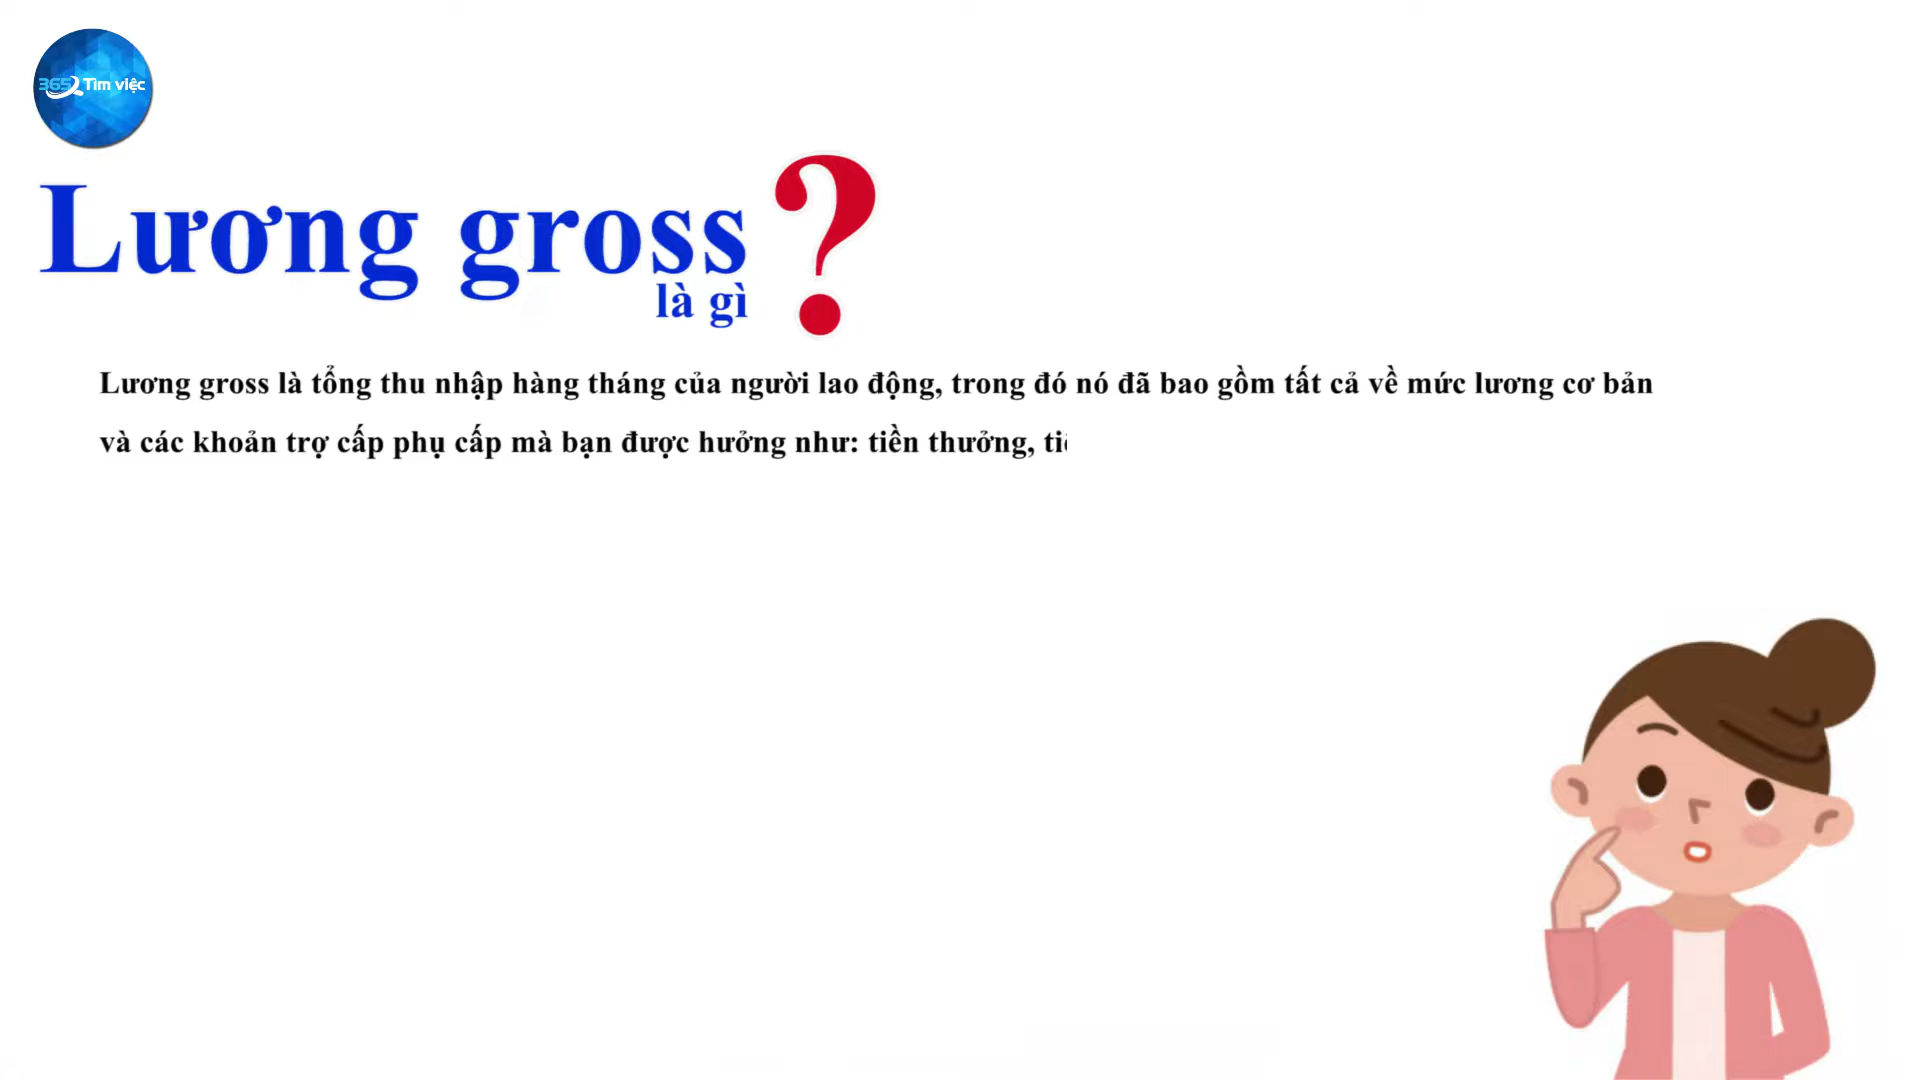 365 Tìm việc
Lương gross
là gì
?
Lương gross là tổng thu nhập hàng tháng của người lao động, trong đó nó đã bao gồm tất cả về mức lương cơ bản
và các khoản trợ cấp phụ cấp mà bạn được hưởng như: tiền thưởng,